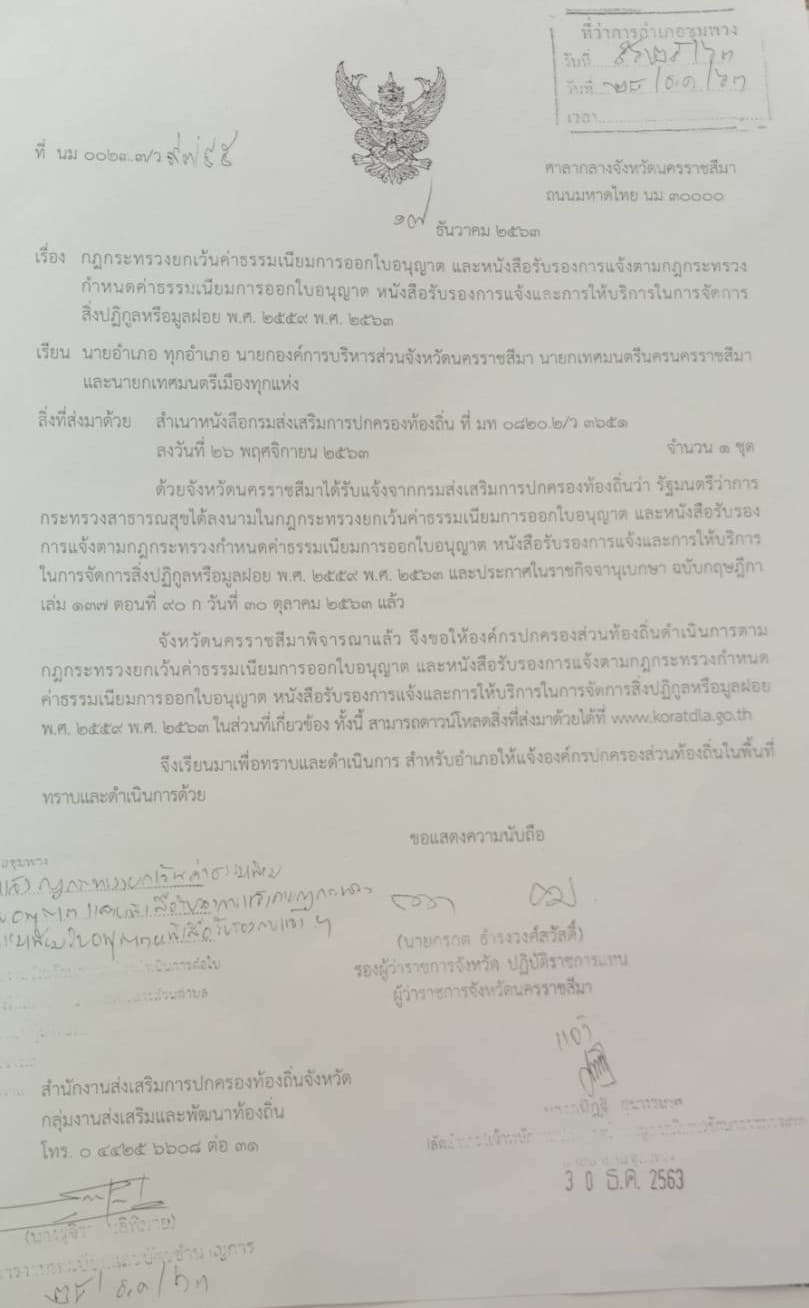 ที่ว่าการอำเภอชุมพวง
รับที่
วันที่ ๒๘ / ธ.ค / ๖๓
เวลา
ที่ นม ๐๐๒๓.๓/ว
ศาลากลางจังหวัดนครราชสีมา
ถนนมหาดไทย นม ๓๐๐๐๐
๑๗ ธันวาคม ๒๕๖๓
เรื่อง กฎกระทรวงยกเว้นค่าธรรมเนียมการออกใบอนุญาต และหนังสือรับรองการแจ้งตามกฎกระทรวง
กำหนดค่าธรรมเนียมการออกใบอนุญาต หนังสือรับรองการแจ้งและการให้บริการในการจัดการ
สิ่งปฏิกูลหรือมูลฝอย พ.ศ. ๒๕๕๙ พ.ศ. ๒๕๖๓
เรียน นายอำเภอ ทุกอำเภอ นายกองค์การบริหารส่วนจังหวัดนครราชสีมา นายกเทศมนตรีนครนครราชสีมา
และนายกเทศมนตรีเมืองทุกแห่ง
สิ่งที่ส่งมาด้วย สำเนาหนังสือกรมส่งเสริมการปกครองท้องถิ่น ที่ มท ๐๘๒๐.๒/ว ๓๖๕๑
ลงวันที่ ๒๖ พฤศจิกายน ๒๕๖๓ จำนวน ๑ ชุด
ด้วยจังหวัดนครราชสีมาได้รับแจ้งจากกรมส่งเสริมการปกครองท้องถิ่นว่า รัฐมนตรีว่าการ
กระทรวงสาธารณสุขได้ลงนามในกฎกระทรวงยกเว้นค่าธรรมเนียมการออกใบอนุญาต และหนังสือรับรอง
การแจ้งตามกฎกระทรวงกำหนดค่าธรรมเนียมการออกใบอนุญาต หนังสือรับรองการแจ้งและการให้บริการ
ในการจัดการสิ่งปฏิกูลหรือมูลฝอย พ.ศ. ๒๕๕๙ พ.ศ. ๒๕๖๓ และประกาศในราชกิจจานุเบกษา ฉบับกฤษฎีกา
เล่ม ๑๓๗ ตอนที่ ๙๐ ก วันที่ ๓๐ ตุลาคม ๒๕๖๓ แล้ว
จังหวัดนครราชสีมาพิจารณาแล้ว จึงขอให้องค์กรปกครองส่วนท้องถิ่นดำเนินการตาม
กฎกระทรวงยกเว้นค่าธรรมเนียมการออกใบอนุญาต และหนังสือรับรองการแจ้งตามกฎกระทรวงกำหนด
ค่าธรรมเนียมการออกใบอนุญาต หนังสือรับรองการแจ้งและการให้บริการในการจัดการสิ่งปฏิกูลหรือมูลฝอย
พ.ศ. ๒๕๕๙ พ.ศ. ๒๕๖๓ ในส่วนที่เกี่ยวข้อง ทั้งนี้ สามารถดาวน์โหลดสิ่งที่ส่งมาด้วยได้ที่ www.koratdla.go.th
จึงเรียนมาเพื่อทราบและดำเนินการ สำหรับอำเภอให้แจ้งองค์กรปกครองส่วนท้องถิ่นในพื้นที่
ทราบและดำเนินการด้วย
ขอแสดงความนับถือ
กฎกระทรวงยกเว้นค่าธรรมเนียม
(นายกรกต ธำรงวงศ์สวัสดิ์)
รองผู้ว่าราชการจังหวัด ปฏิบัติราชการแทน
ผู้ว่าราชการจังหวัดนครราชสีมา
แจ้ง
สำนักงานส่งเสริมการปกครองท้องถิ่นจังหวัด
กลุ่มงานส่งเสริมและพัฒนาท้องถิ่น
โทร. ๐ ๔๔๒๕ ๖๖๐๘ ต่อ ๓๑
3 0 ธ.ค. 2563
๒๘ / ธ.ค / ๖๓